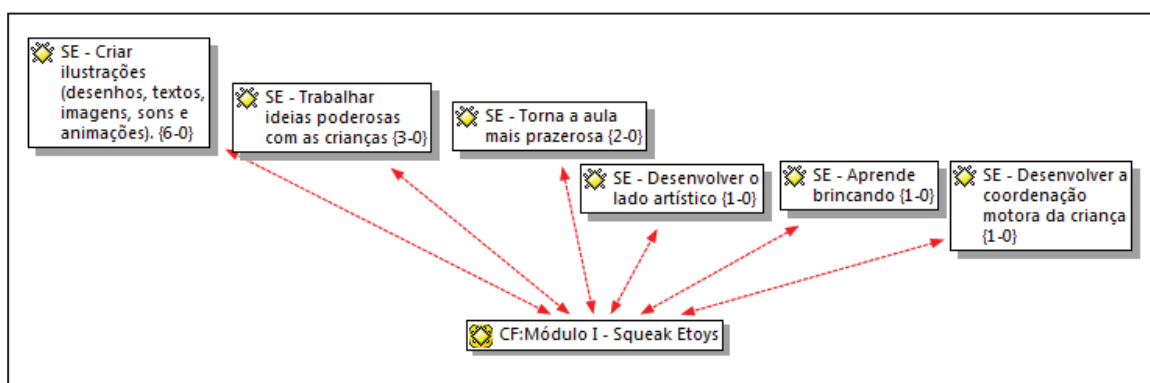 SE - Criar
ilustrações
(desenhos, textos,
imagens, sons e
animações). {6-0}
SE - Trabalhar
ideias poderosas
com as crianças {3-0}
SE - Torna a aula
mais prazerosa {2-0}
SE - Desenvolver o
lado artístico {1-0}
SE - Aprende
brincando {1-0}
SE - Desenvolver a
coordenação
motora da criança
{1-0}
CF:Módulo I - Squeak Etoys